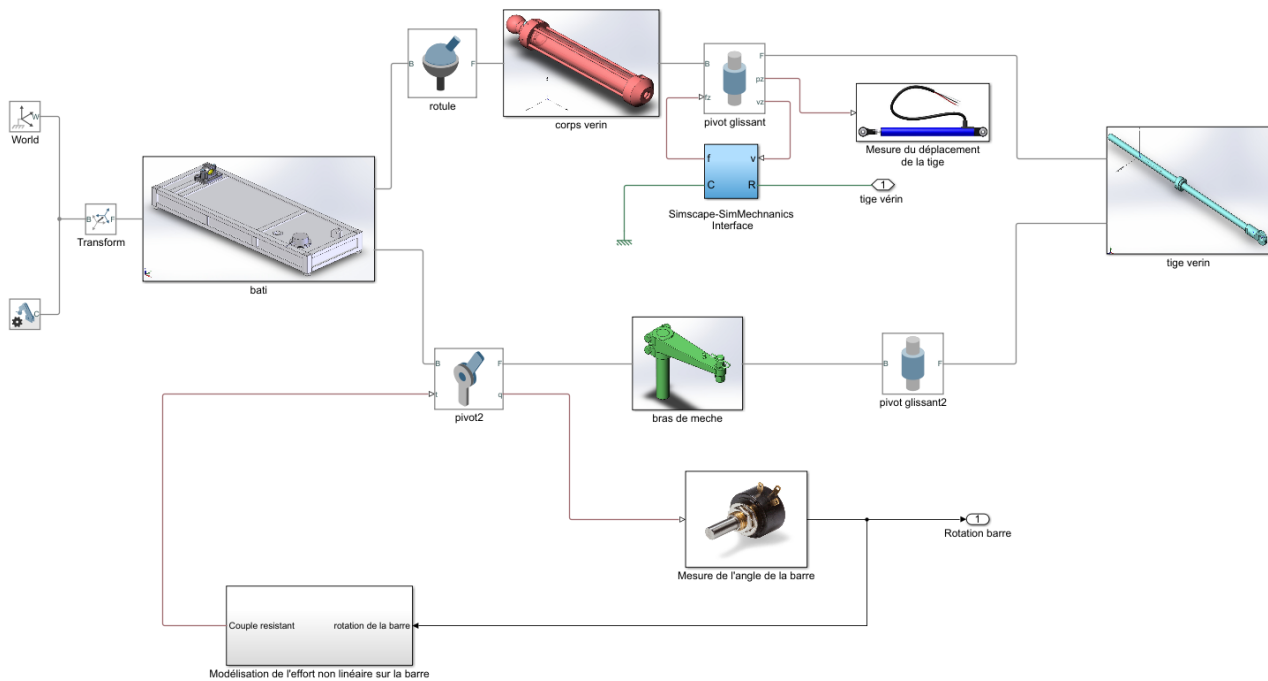 W
World
C
B
F
Transform
bati
B
F
rotule
corps verin
B
F
pz
fz
vz
pivot glissant
Mesure du déplacement
de la tige
f
v
C
R
Simscape-SimMechnanics
Interface
1
tige vérin
tige verin
B
F
t
q
pivot2
bras de meche
B
F
pivot glissant2
Mesure de l'angle de la barre
1
Rotation barre
Couple resistant
rotation de la barre
Modélisation de l'effort non linéaire sur la barre